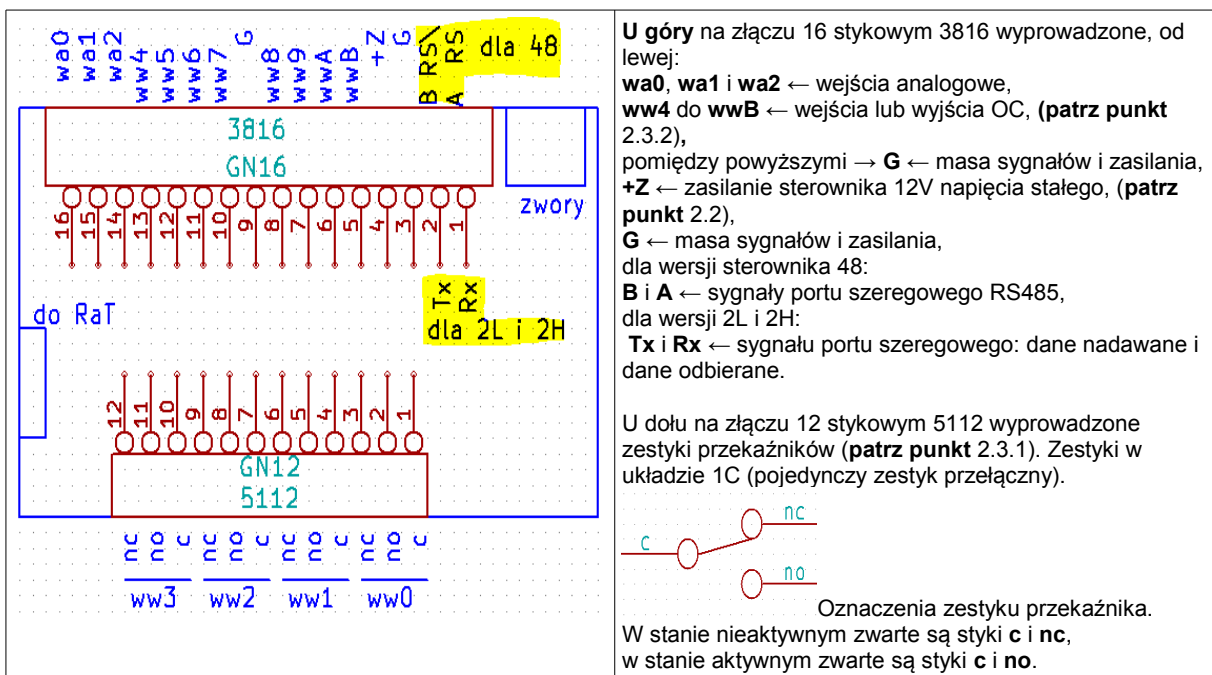 wa0
wa1
wa2
ww4
ww5
ww6
ww7
G
ww8
ww9
wwA
wwB
+Z
G
B RS\
A RS
dla 48
3816
GN16
zwory
16
15
14
13
12
11
10
9
8
7
6
5
4
3
2
1
Tx
Rx
dla 2L i 2H
do RaT
12
11
10
9
8
7
6
5
4
3
2
1
GN12
5112
nc
no
c
nc
no
c
nc
no
c
nc
no
c
ww3
ww2
ww1
ww0
U góry na złączu 16 stykowym 3816 wyprowadzone, od
lewej:
wa0, wa1 i wa2 ← wejścia analogowe,
ww4 do wwB ← wejścia lub wyjścia OC, (patrz punkt
2.3.2),
pomiędzy powyższymi → G ← masa sygnałów i zasilania,
+Z ← zasilanie sterownika 12V napięcia stałego, (patrz
punkt 2.2),
G ← masa sygnałów i zasilania,
dla wersji sterownika 48:
B i A ← sygnały portu szeregowego RS485,
dla wersji 2L i 2H:
Tx i Rx ← sygnału portu szeregowego: dane nadawane i
dane odbierane.
U dołu na złączu 12 stykowym 5112 wyprowadzone
zestyki przekaźników (patrz punkt 2.3.1). Zestyki w
układzie 1C (pojedynczy zestyk przełączny).
nc
c
no
Oznaczenia zestyku przekaźnika.
W stanie nieaktywnym zwarte są styki c i nc,
w stanie aktywnym zwarte są styki c i no.